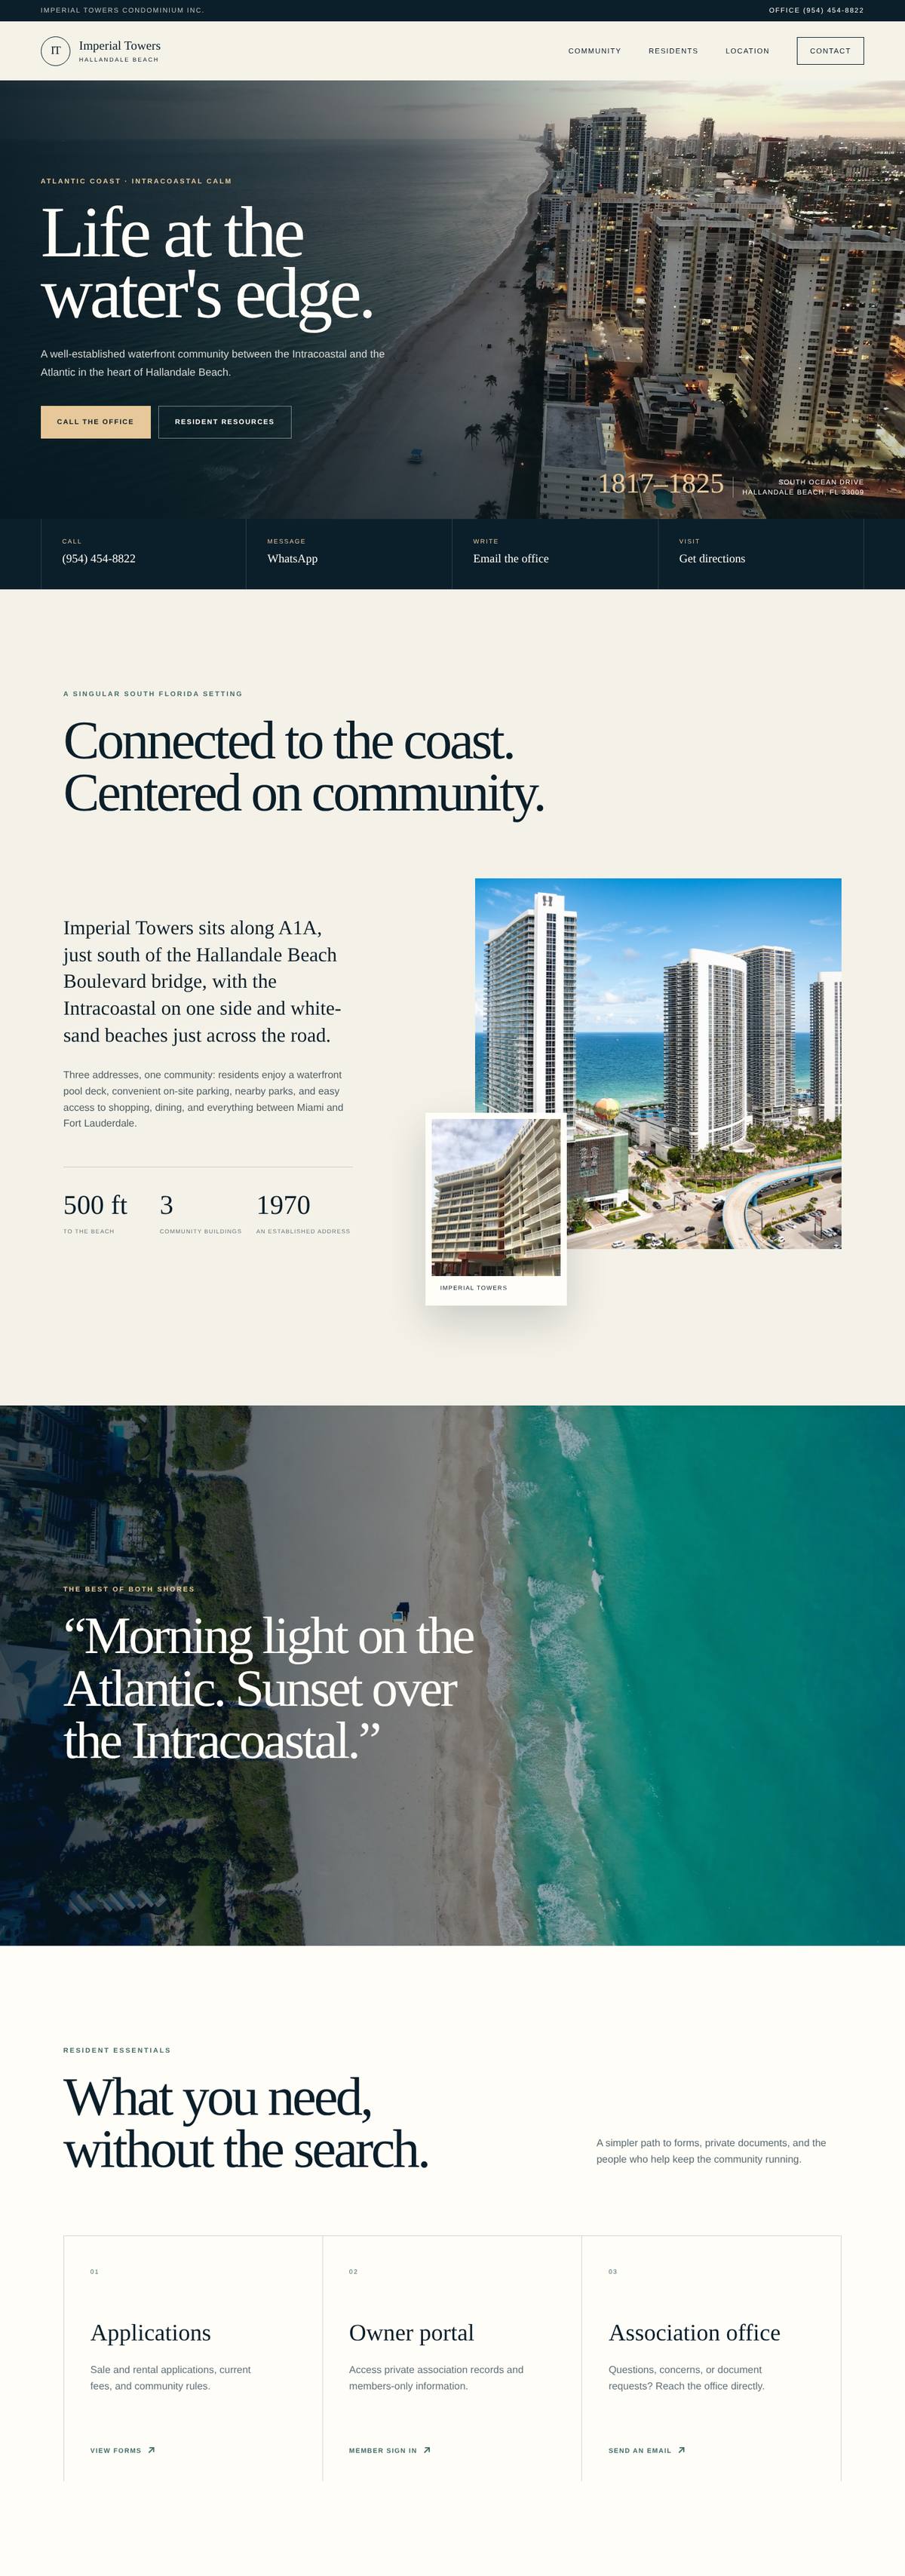 IMPERIAL TOWERS CONDOMINIUM INC.
OFFICE (954) 454-8822
IT
Imperial Towers
HALLANDALE BEACH
COMMUNITY
RESIDENTS
LOCATION
CONTACT
ATLANTIC COAST · INTRACOASTAL CALM
Life at the
water's edge.
A well-established waterfront community between the Intracoastal and the
Atlantic in the heart of Hallandale Beach.
CALL THE OFFICE
RESIDENT RESOURCES
1817–1825
SOUTH OCEAN DRIVE
HALLANDALE BEACH, FL 33009
CALL
(954) 454-8822
MESSAGE
WhatsApp
WRITE
Email the office
VISIT
Get directions
A SINGULAR SOUTH FLORIDA SETTING
Connected to the coast.
Centered on community.
Imperial Towers sits along A1A,
just south of the Hallandale Beach
Boulevard bridge, with the
Intracoastal on one side and white-
sand beaches just across the road.
Three addresses, one community: residents enjoy a waterfront
pool deck, convenient on-site parking, nearby parks, and easy
access to shopping, dining, and everything between Miami and
Fort Lauderdale.
500 ft
TO THE BEACH
3
COMMUNITY BUILDINGS
1970
AN ESTABLISHED ADDRESS
IMPERIAL TOWERS
THE BEST OF BOTH SHORES
“Morning light on the
Atlantic. Sunset over
the Intracoastal.”
RESIDENT ESSENTIALS
What you need,
without the search.
A simpler path to forms, private documents, and the
people who help keep the community running.
01
Applications
Sale and rental applications, current
fees, and community rules.
VIEW FORMS
02
Owner portal
Access private association records and
members-only information.
MEMBER SIGN IN
03
Association office
Questions, concerns, or document
requests? Reach the office directly.
SEND AN EMAIL